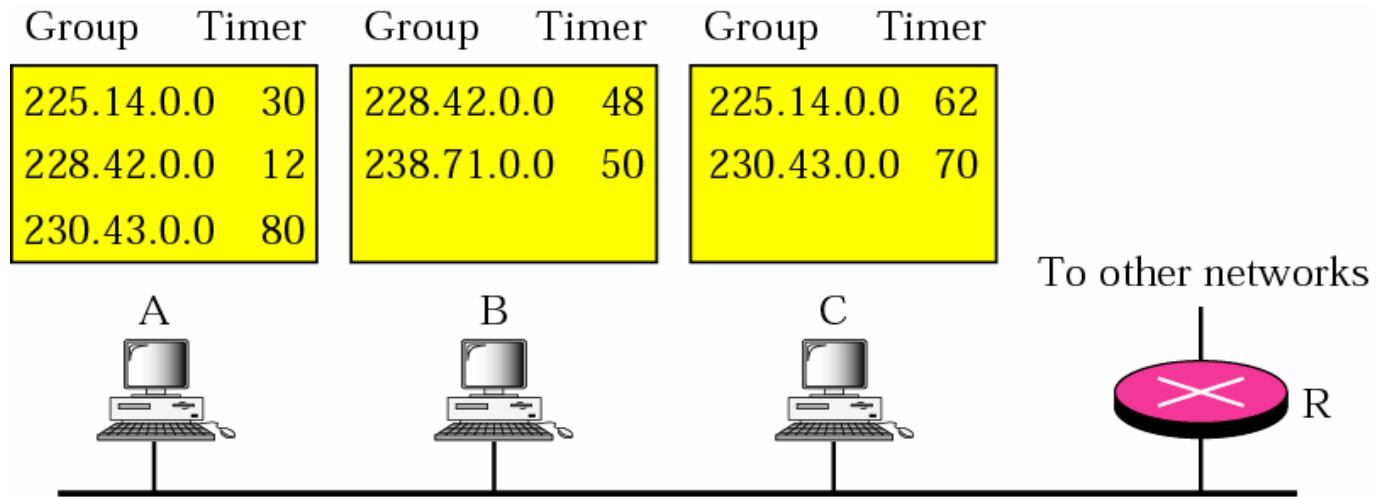 Group Timer Group Timer Group Timer
225.14.0.0 30 228.42.0.0 48 225.14.0.0 62
228.42.0.0 12 238.71.0.0 50 230.43.0.0 70
230.43.0.0 80
To other networks
A B C
R